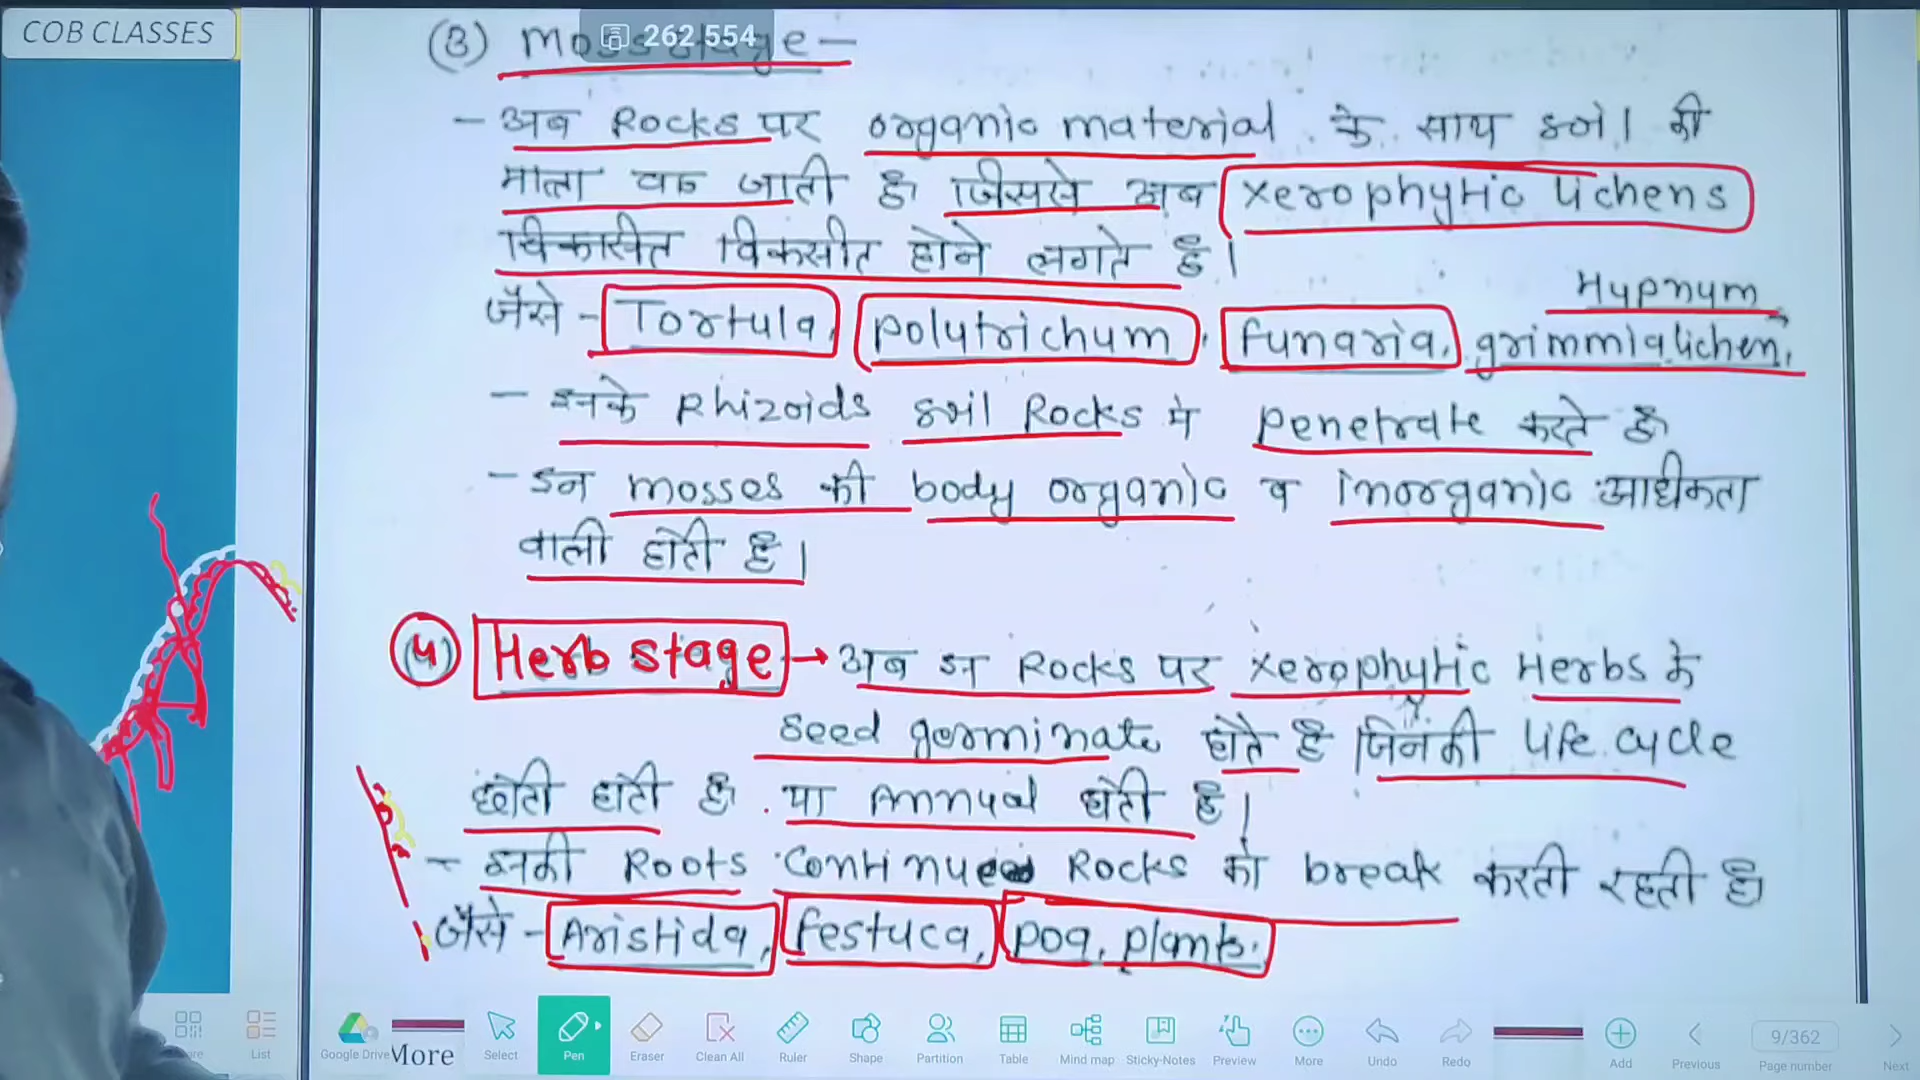 COB CLASSES
262 554
(3) Moss stage-
- अब Rocks पर organic material के साथ soil की
मात्रा बढ जाती है जिससे अब xerophytic lichens
विकासीत विकसीत होने लगते है।
Hypnum
जैसे - Tortula, polytrichum, funaria, grimmia lichen,
- इनके Rhizoids soil Rocks मे penetrate करते है
- इन mosses की body organic व inorganic आधीकता
वाली होती है।
(4) Herb stage → अब इन Rocks पर xerophytic Herbs के
seed germinate होते है जिनकी life cycle
छोटी होती है या Annual होती है।
- इनकी Roots continued Rocks को break करती रहती है
जैसे - Aristida, festuca, poa, plants.
List
Google Drive
More
Select
Pen
Eraser
Clean All
Ruler
Shape
Partition
Table
Mind map
Sticky-Notes
Preview
More
Undo
Redo
Add
Previous
9/362
Page number
Next